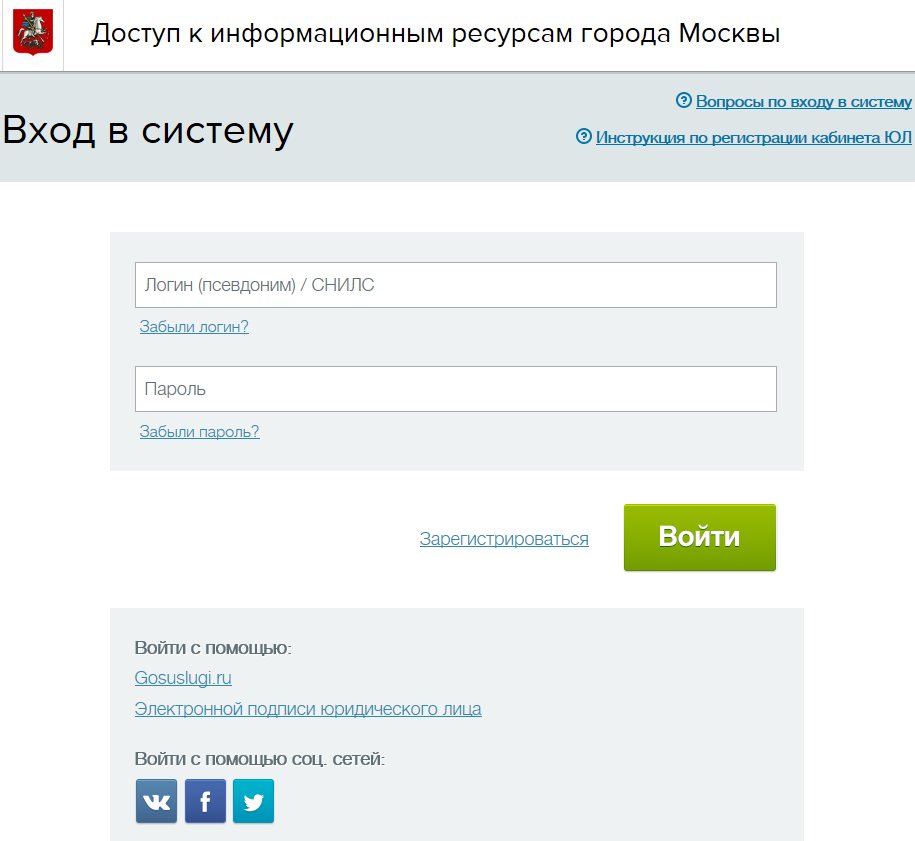 Доступ к информационным ресурсам города Москвы
Вопросы по входу в систему
Вход в систему
Инструкция по регистрации кабинета ЮЛ
Логин (псевдоним) / СНИЛС
Забыли логин?
Пароль
Забыли пароль?
Зарегистрироваться
Войти
Войти с помощью:
Gosuslugi.ru
Электронной подписи юридического лица
Войти с помощью соц. сетей: